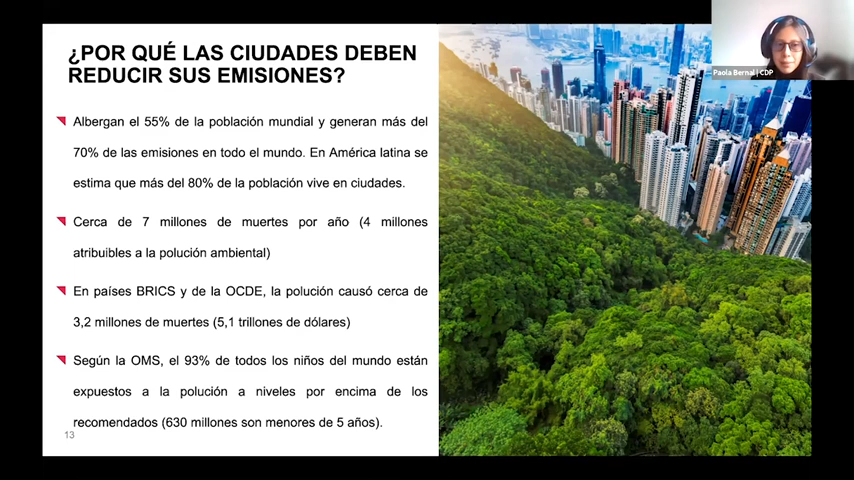 ¿POR QUÉ LAS CIUDADES DEBEN
REDUCIR SUS EMISIONES?
Albergan el 55% de la población mundial y generan más del
70% de las emisiones en todo el mundo. En América latina se
estima que más del 80% de la población vive en ciudades.
Cerca de 7 millones de muertes por año (4 millones
atribuibles a la polución ambiental)
En países BRICS y de la OCDE, la polución causó cerca de
3,2 millones de muertes (5,1 trillones de dólares)
Según la OMS, el 93% de todos los niños del mundo están
expuestos a la polución a niveles por encima de los
recomendados (630 millones son menores de 5 años).
13
Paola Bernal | CDP